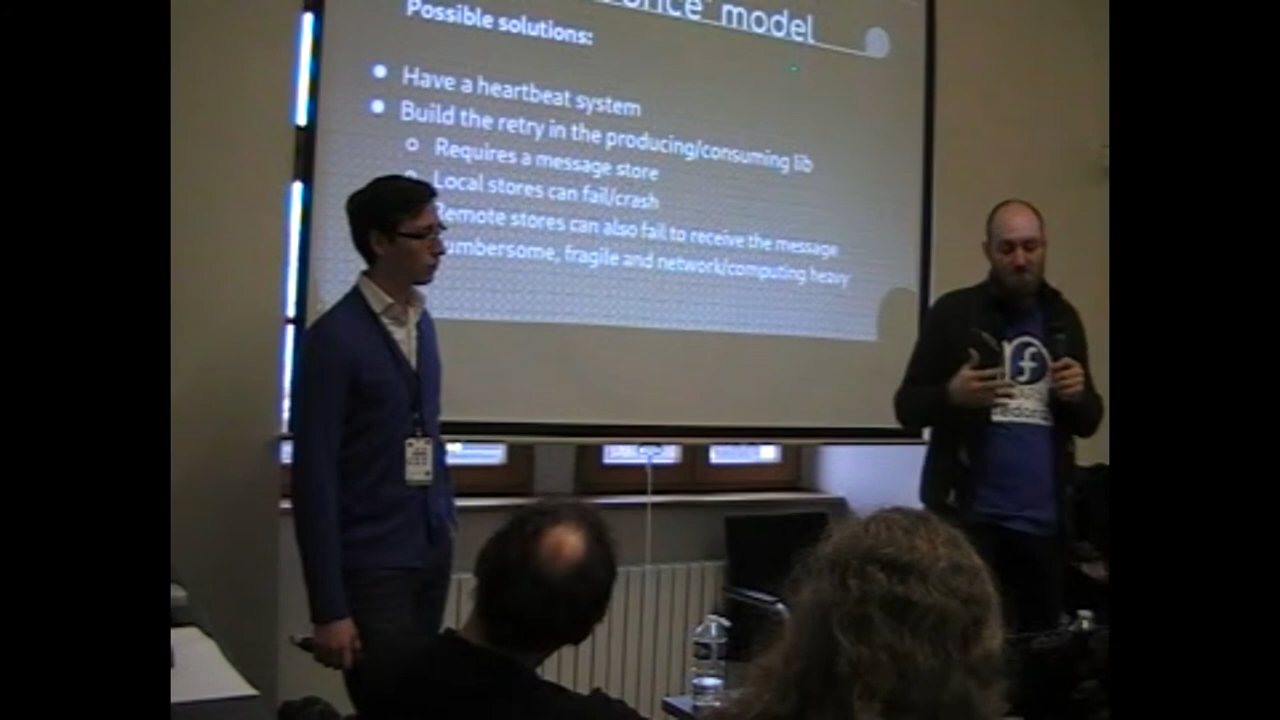 model
Possible solutions:
Have a heartbeat system
Build the retry in the producing/consuming lib
Requires a message store
Local stores can fail/crash
Remote stores can also fail to receive the message
umbersome, fragile and network/computing heavy
f